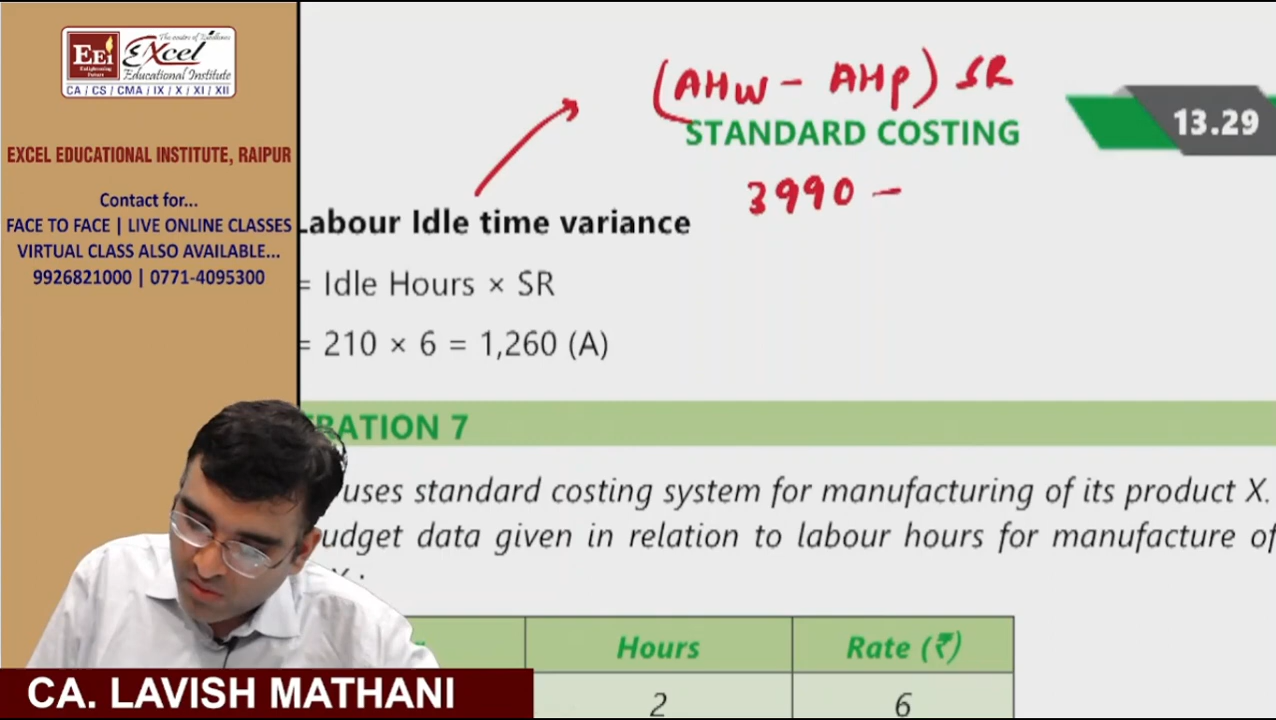 The centre of Excellence
EEi
Enlightening Future
Excel
Educational Institute
CA / CS / CMA / IX / X / XI / XII
EXCEL EDUCATIONAL INSTITUTE, RAIPUR
Contact for...
FACE TO FACE | LIVE ONLINE CLASSES
VIRTUAL CLASS ALSO AVAILABLE...
9926821000 | 0771-4095300
(AHw - AHp) SR
STANDARD COSTING
13.29
3990 -
Labour Idle time variance
= Idle Hours × SR
= 210 × 6 = 1,260 (A)
RATION 7
uses standard costing system for manufacturing of its product X.
udget data given in relation to labour hours for manufacture of
Hours Rate (₹)
2 6
CA. LAVISH MATHANI